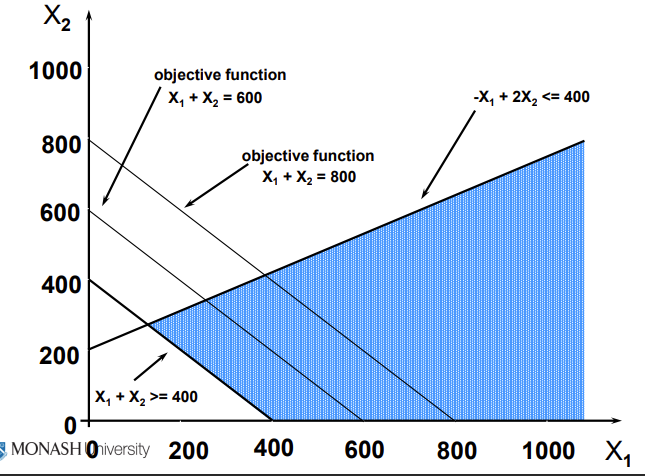 X₂
1000
800
600
400
200
0
objective function
X₁ + X₂ = 600
objective function
X₁ + X₂ = 800
-X₁ + 2X₂ <= 400
X₁ + X₂ >= 400
MONASH University
0 200 400 600 800 1000 X₁